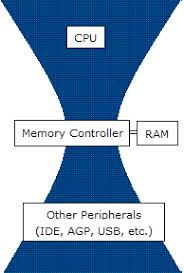 CPU
Memory Controller
RAM
Other Peripherals
(IDE, AGP, USB, etc.)